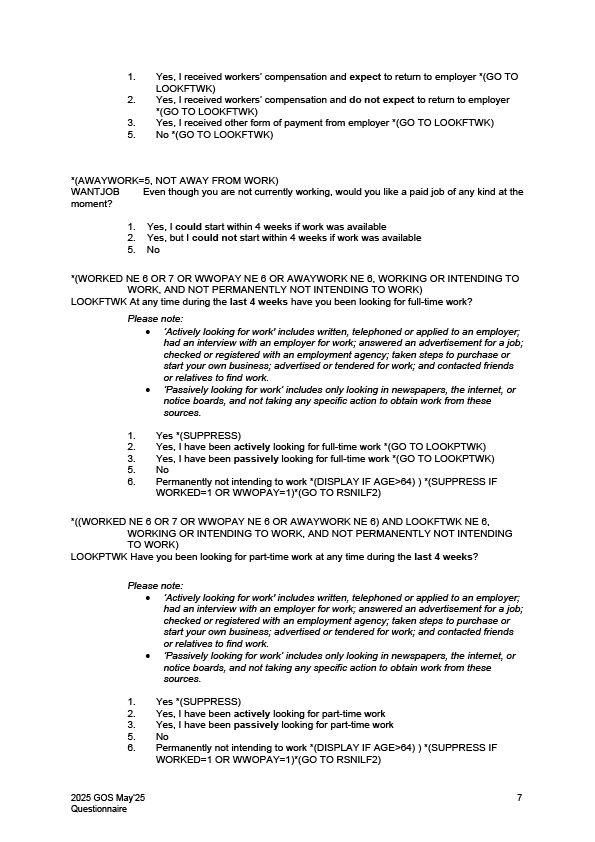 1. Yes, I received workers' compensation and expect to return to employer *(GO TO
LOOKFTWK)
2. Yes, I received workers' compensation and do not expect to return to employer
*(GO TO LOOKFTWK)
3. Yes, I received other form of payment from employer *(GO TO LOOKFTWK)
5. No *(GO TO LOOKFTWK)
*(AWAYWORK=5, NOT AWAY FROM WORK)
WANTJOB Even though you are not currently working, would you like a paid job of any kind at the
moment?
1. Yes, I could start within 4 weeks if work was available
2. Yes, but I could not start within 4 weeks if work was available
5. No
*(WORKED NE 6 OR 7 OR WWOPAY NE 6 OR AWAYWORK NE 6, WORKING OR INTENDING TO
WORK, AND NOT PERMANENTLY NOT INTENDING TO WORK)
LOOKFTWK At any time during the last 4 weeks have you been looking for full-time work?
Please note:
• 'Actively looking for work' includes written, telephoned or applied to an employer;
had an interview with an employer for work; answered an advertisement for a job;
checked or registered with an employment agency; taken steps to purchase or
start your own business; advertised or tendered for work; and contacted friends
or relatives to find work.
• 'Passively looking for work' includes only looking in newspapers, the internet, or
notice boards, and not taking any specific action to obtain work from these
sources.
1. Yes *(SUPPRESS)
2. Yes, I have been actively looking for full-time work *(GO TO LOOKPTWK)
3. Yes, I have been passively looking for full-time work *(GO TO LOOKPTWK)
5. No
6. Permanently not intending to work *(DISPLAY IF AGE>64) ) *(SUPPRESS IF
WORKED=1 OR WWOPAY=1)*(GO TO RSNILF2)
*((WORKED NE 6 OR 7 OR WWOPAY NE 6 OR AWAYWORK NE 6) AND LOOKFTWK NE 6,
WORKING OR INTENDING TO WORK, AND NOT PERMANENTLY NOT INTENDING
TO WORK)
LOOKPTWK Have you been looking for part-time work at any time during the last 4 weeks?
Please note:
• 'Actively looking for work' includes written, telephoned or applied to an employer;
had an interview with an employer for work; answered an advertisement for a job;
checked or registered with an employment agency; taken steps to purchase or
start your own business; advertised or tendered for work; and contacted friends
or relatives to find work.
• 'Passively looking for work' includes only looking in newspapers, the internet, or
notice boards, and not taking any specific action to obtain work from these
sources.
1. Yes *(SUPPRESS)
2. Yes, I have been actively looking for part-time work
3. Yes, I have been passively looking for part-time work
5. No
6. Permanently not intending to work *(DISPLAY IF AGE>64) ) *(SUPPRESS IF
WORKED=1 OR WWOPAY=1)*(GO TO RSNILF2)
2025 GOS May'25 7
Questionnaire